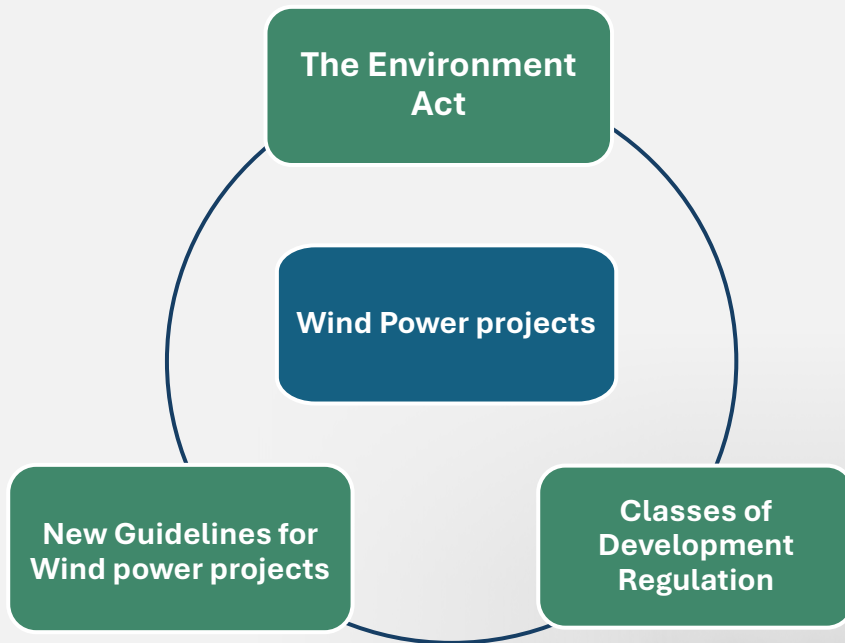 The Environment
Act
Wind Power projects
New Guidelines for
Wind power projects
Classes of
Development
Regulation